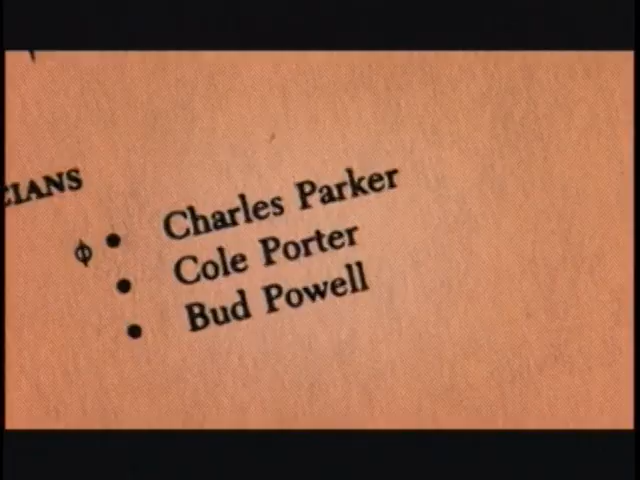 CIANS
φ • Charles Parker
• Cole Porter
• Bud Powell